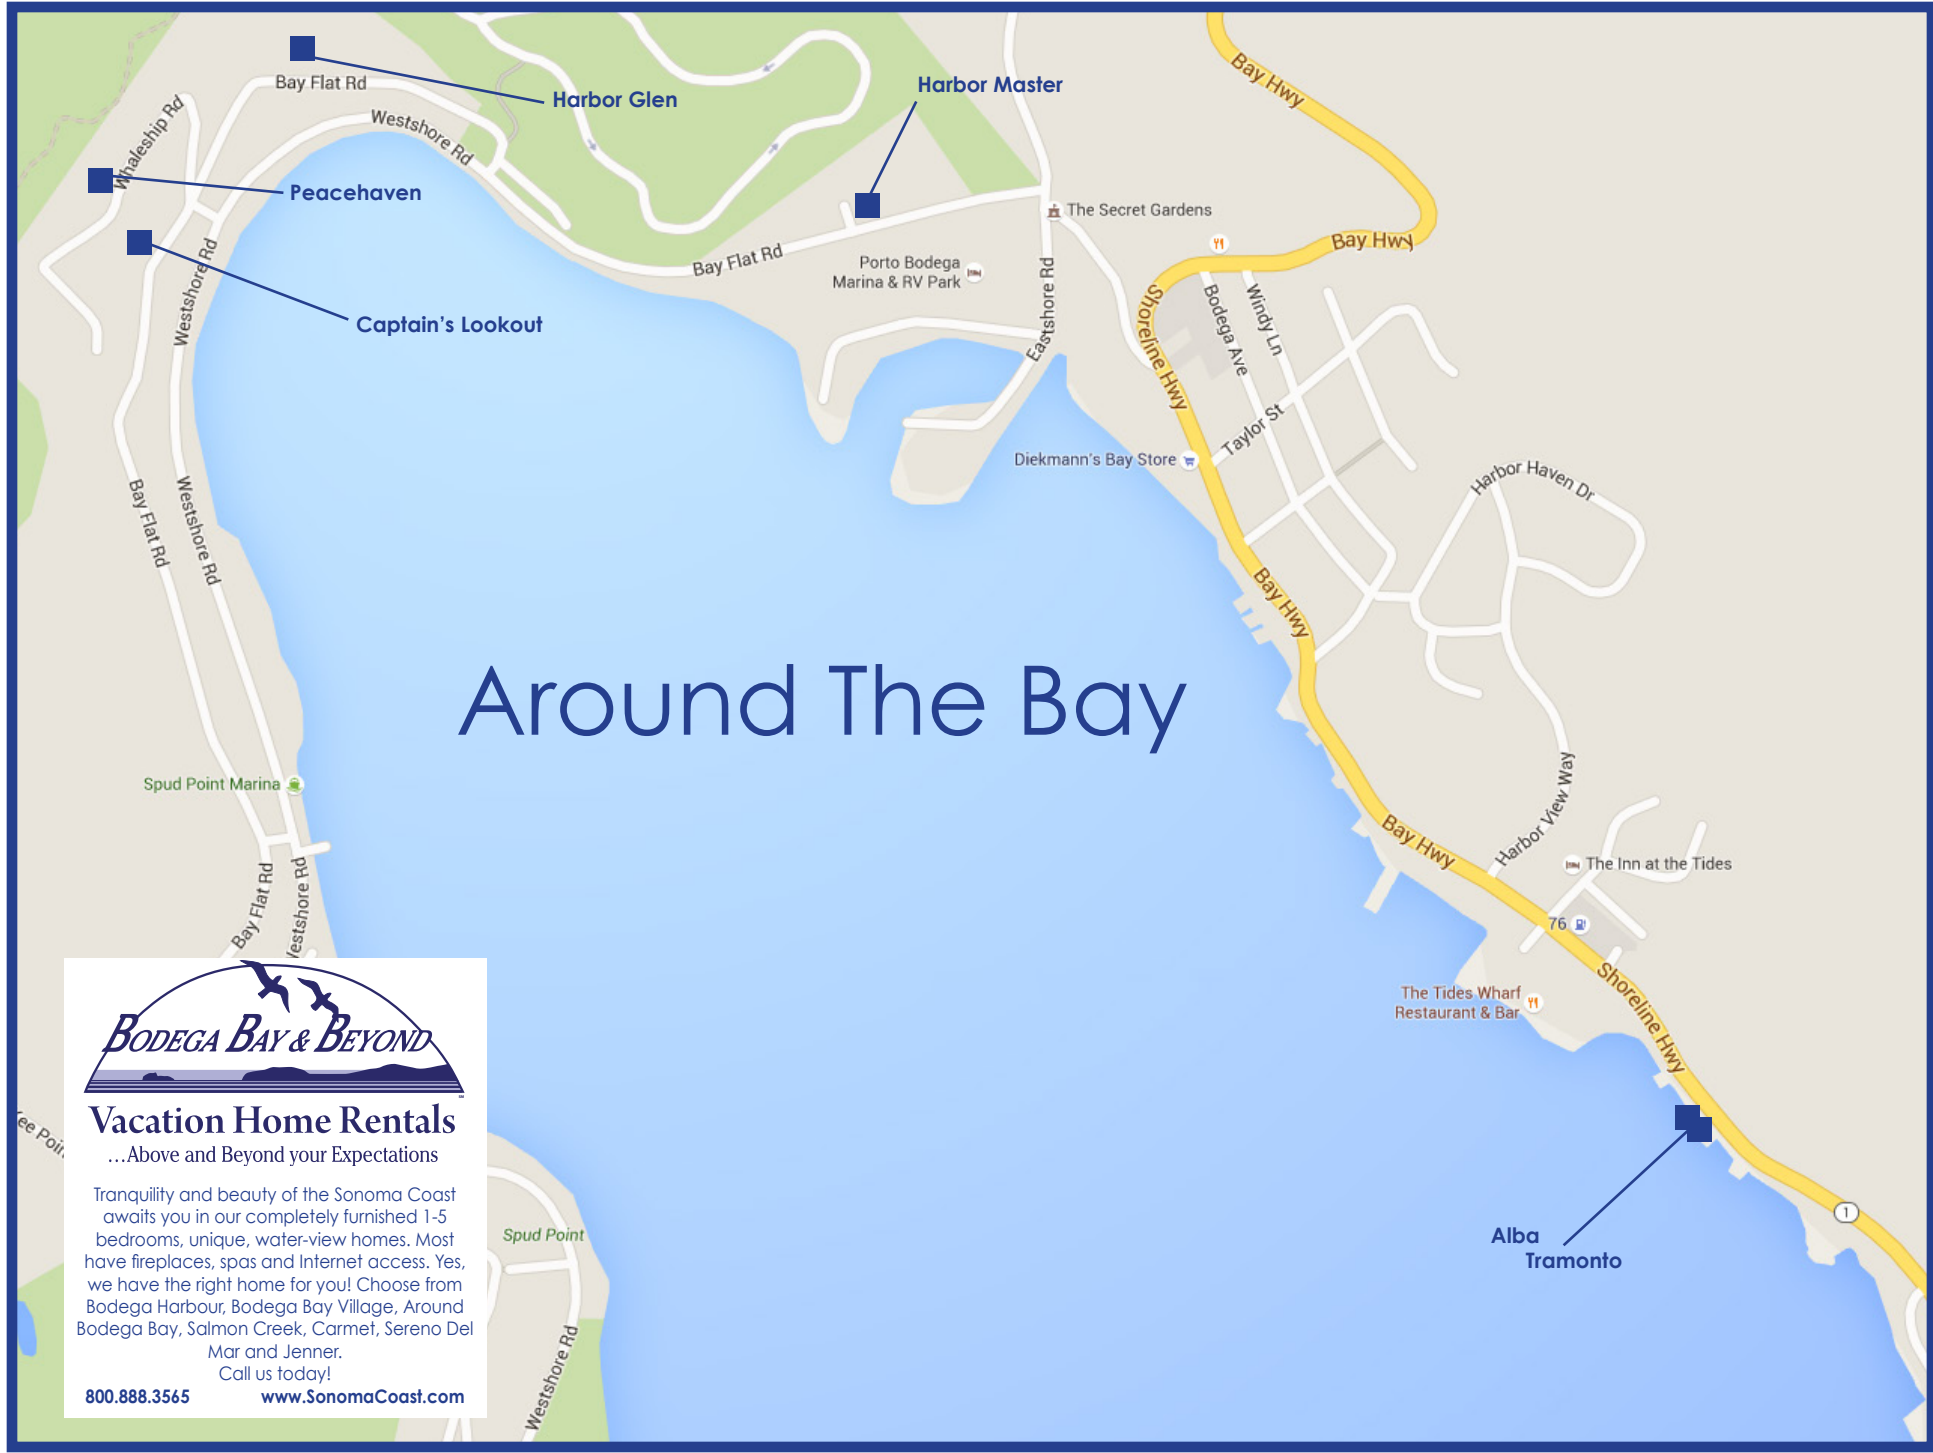 Bay Hwy
Harbor Glen
Bay Flat Rd
Harbor Master
Westshore Rd
Whaleship Rd
Peacehaven
The Secret Gardens
Bay Hwy
Bay Flat Rd
Porto Bodega
Marina & RV Park
Eastshore Rd
Westshore Rd
Captain's Lookout
Shoreline Hwy
Bodega Ave
Windy Ln
Taylor St
Diekmann's Bay Store
Harbor Haven Dr
Bay Flat Rd
Westshore Rd
Bay Hwy
Around The Bay
Spud Point Marina
Harbor View Way
Bay Hwy
The Inn at the Tides
76
Bay Flat Rd
Westshore Rd
The Tides Wharf
Restaurant & Bar
Shoreline Hwy
BODEGA BAY & BEYOND
Vacation Home Rentals
...Above and Beyond your Expectations
Tranquility and beauty of the Sonoma Coast
awaits you in our completely furnished 1-5
bedrooms, unique, water-view homes. Most
have fireplaces, spas and Internet access. Yes,
we have the right home for you! Choose from
Bodega Harbour, Bodega Bay Village, Around
Bodega Bay, Salmon Creek, Carmet, Sereno Del
Mar and Jenner.
Call us today!
800.888.3565 www.SonomaCoast.com
Spud Point
Westshore Rd
Alba
Tramonto
1